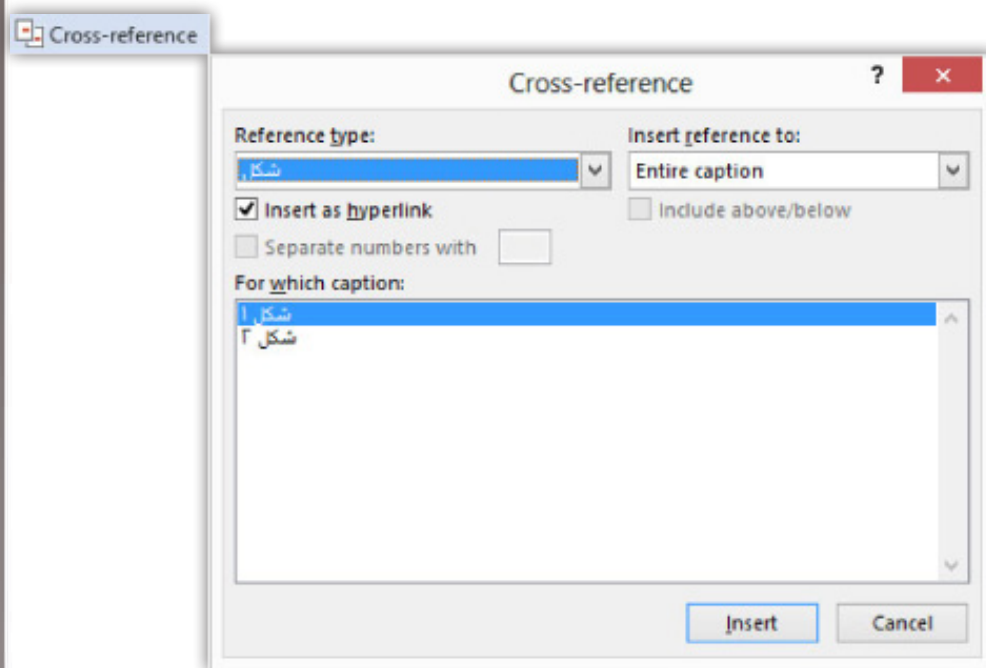 Cross-reference
Cross-reference
?
×
Reference type:
Insert reference to:
شکل
Entire caption
Insert as hyperlink
Include above/below
Separate numbers with
For which caption:
شکل ۱
شکل ۲
Insert
Cancel